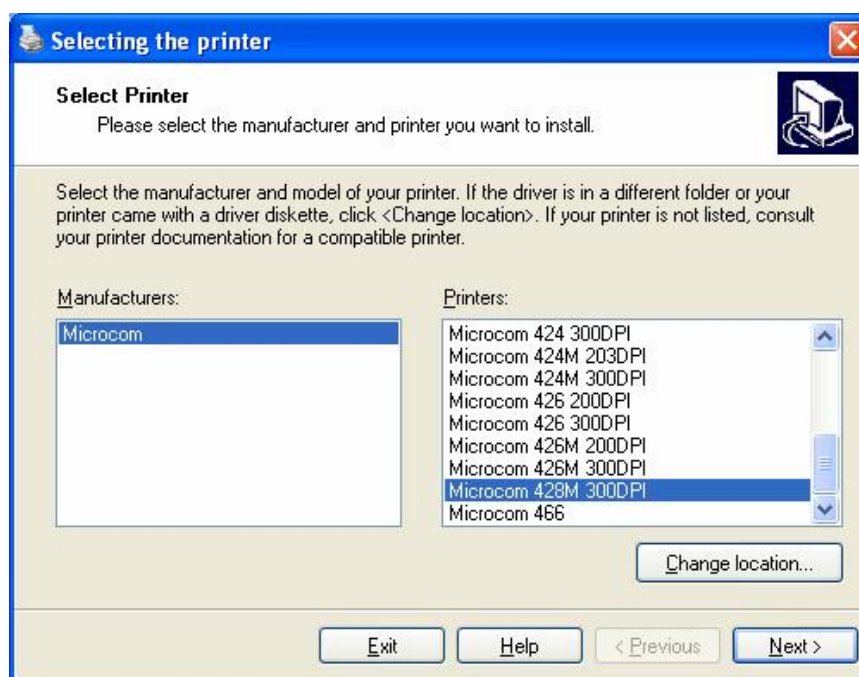 Selecting the printer
Select Printer
Please select the manufacturer and printer you want to install.
Select the manufacturer and model of your printer. If the driver is in a different folder or your
printer came with a driver diskette, click <Change location>. If your printer is not listed, consult
your printer documentation for a compatible printer.
Manufacturers:
Microcom
Printers:
Microcom 424 300DPI
Microcom 424M 203DPI
Microcom 424M 300DPI
Microcom 426 200DPI
Microcom 426 300DPI
Microcom 426M 200DPI
Microcom 426M 300DPI
Microcom 428M 300DPI
Microcom 466
Change location...
Exit
Help
< Previous
Next >